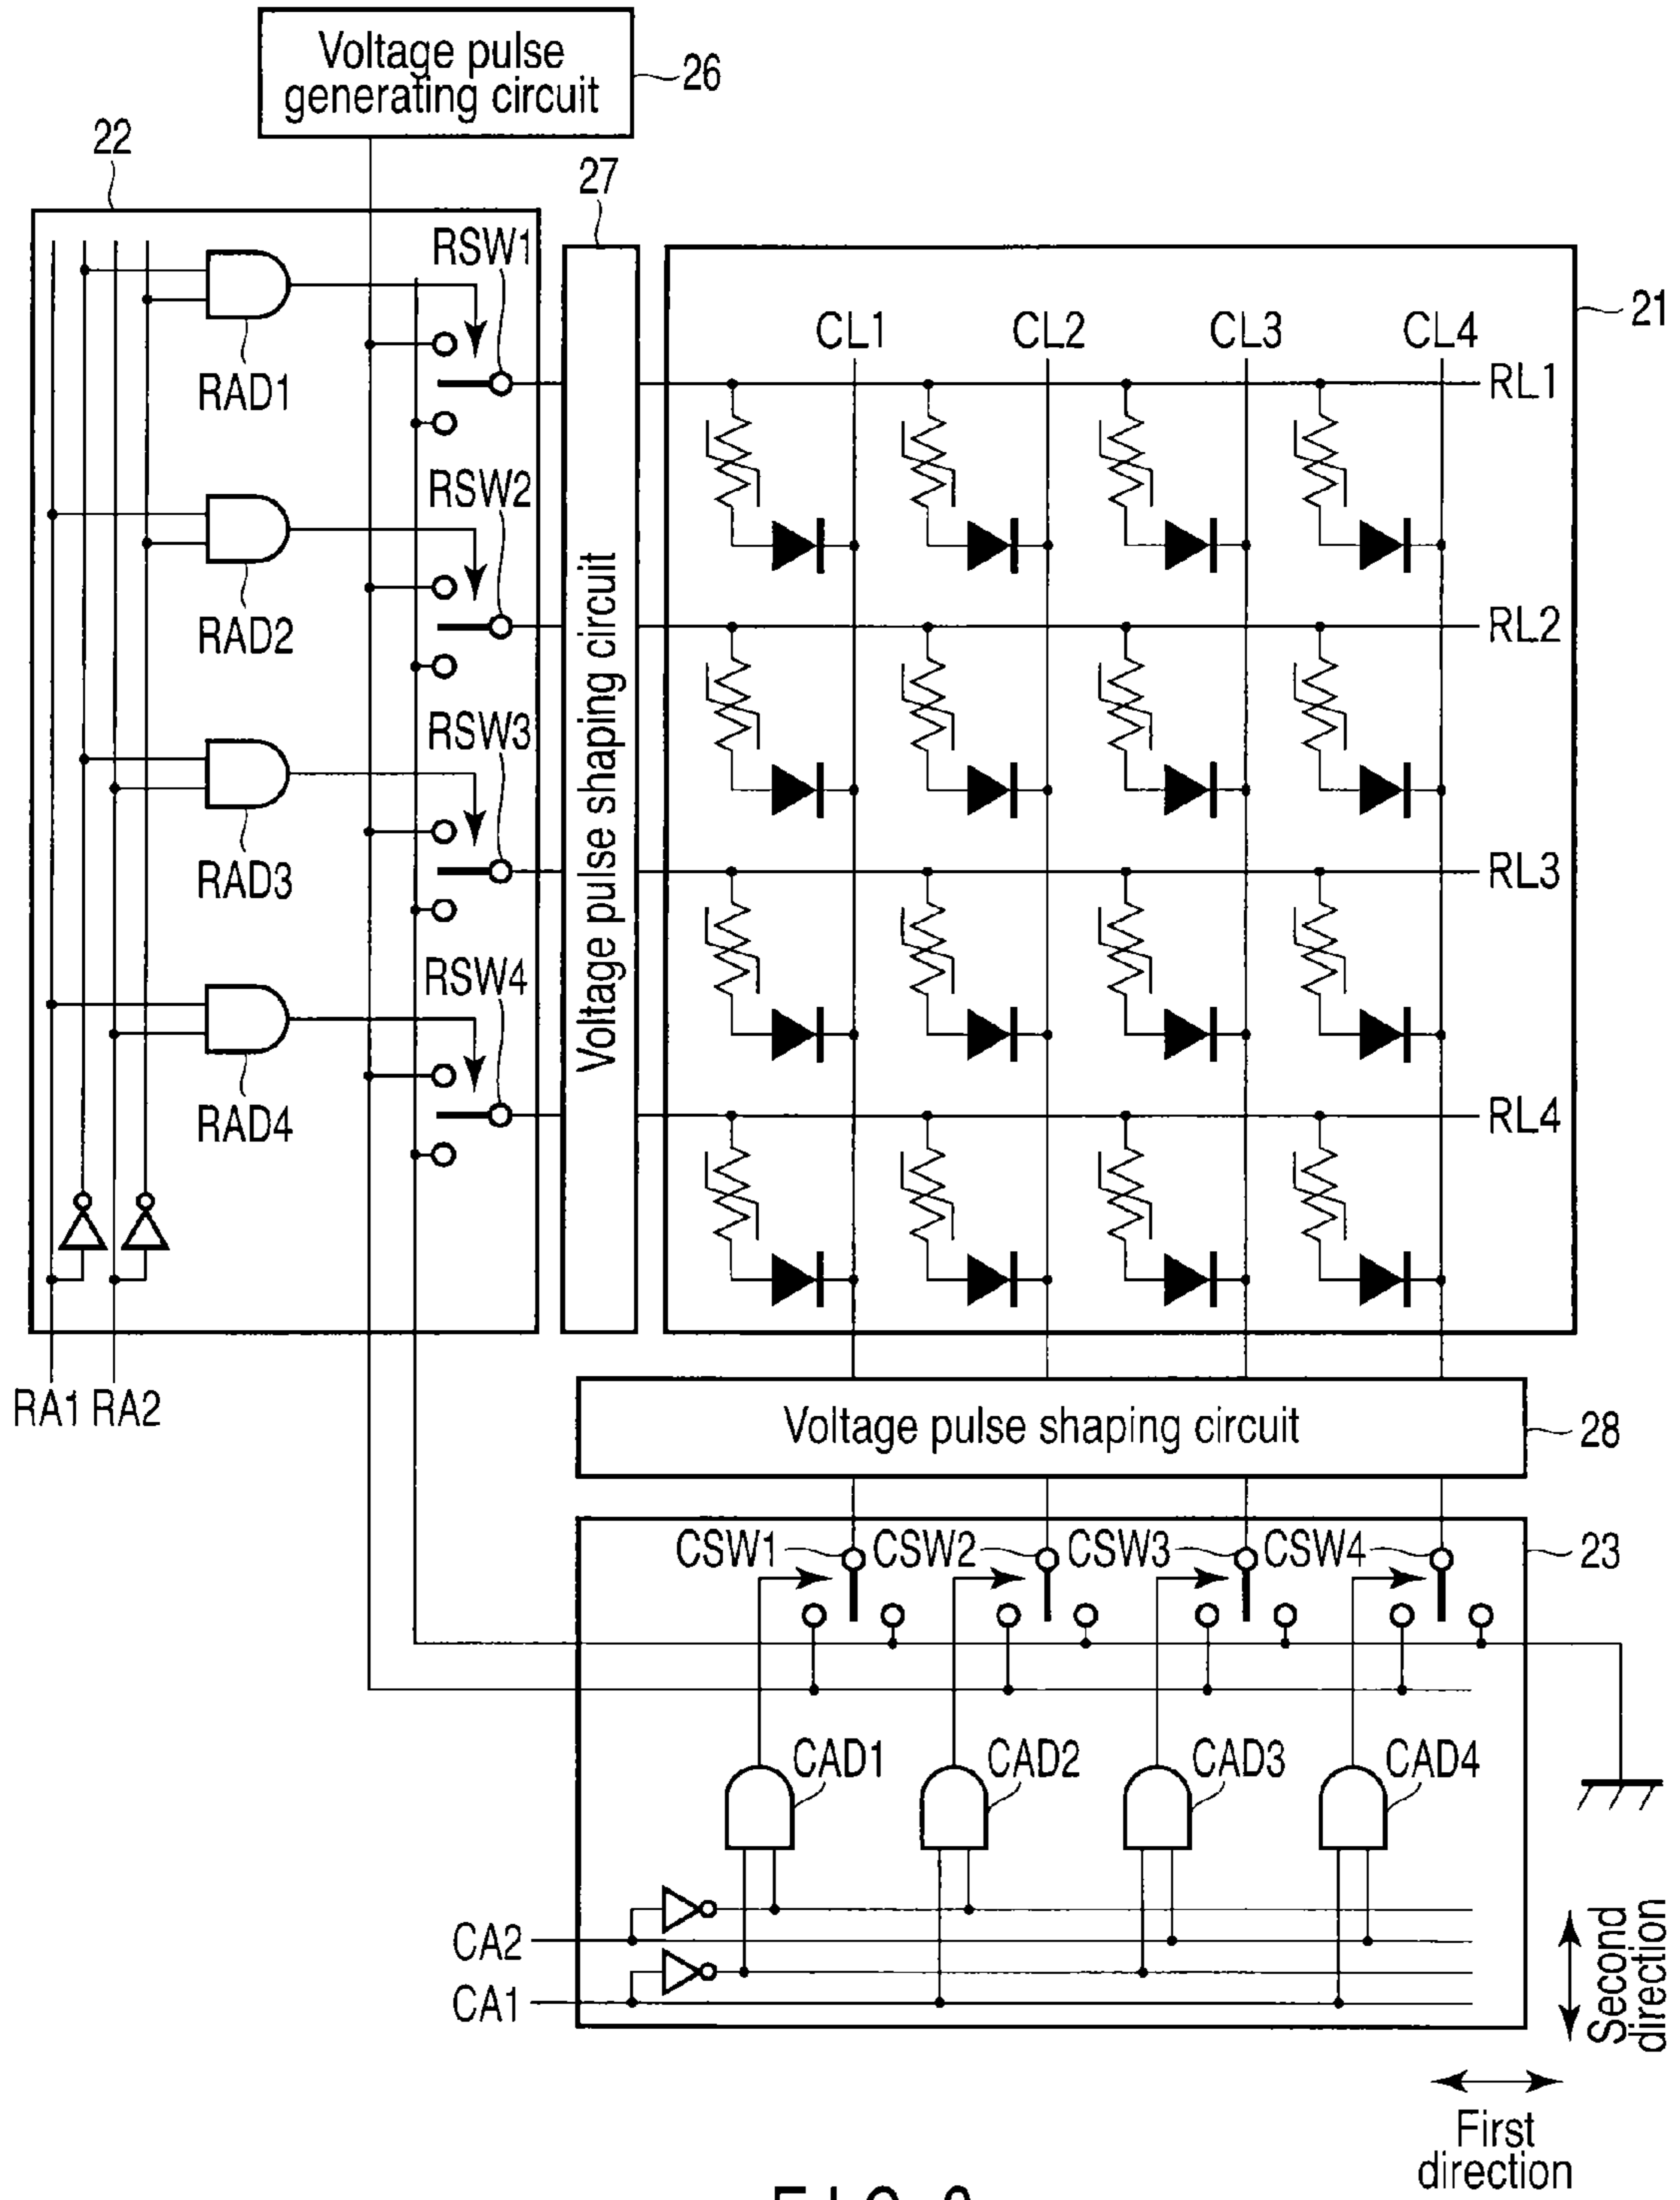 Voltage pulse
generating circuit
26
22
27
RSW1
21
CL1 CL2 CL3 CL4
RL1
RAD1
RSW2
RL2
RAD2
Voltage pulse shaping circuit
RSW3
RL3
RAD3
RSW4
RL4
RAD4
RA1 RA2
Voltage pulse shaping circuit
28
CSW1 CSW2 CSW3 CSW4
23
CAD1 CAD2 CAD3 CAD4
CA2
CA1
Second
direction
First
direction